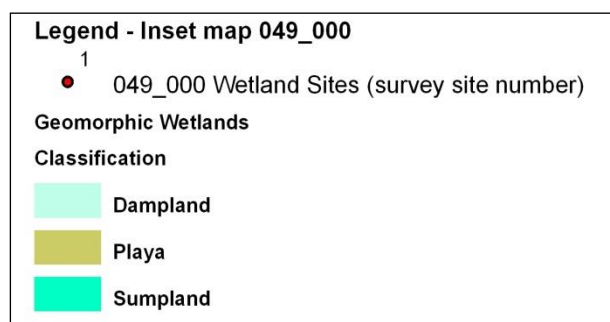 Legend - Inset map 049_000
1
049_000 Wetland Sites (survey site number)
Geomorphic Wetlands
Classification
Dampland
Playa
Sumpland